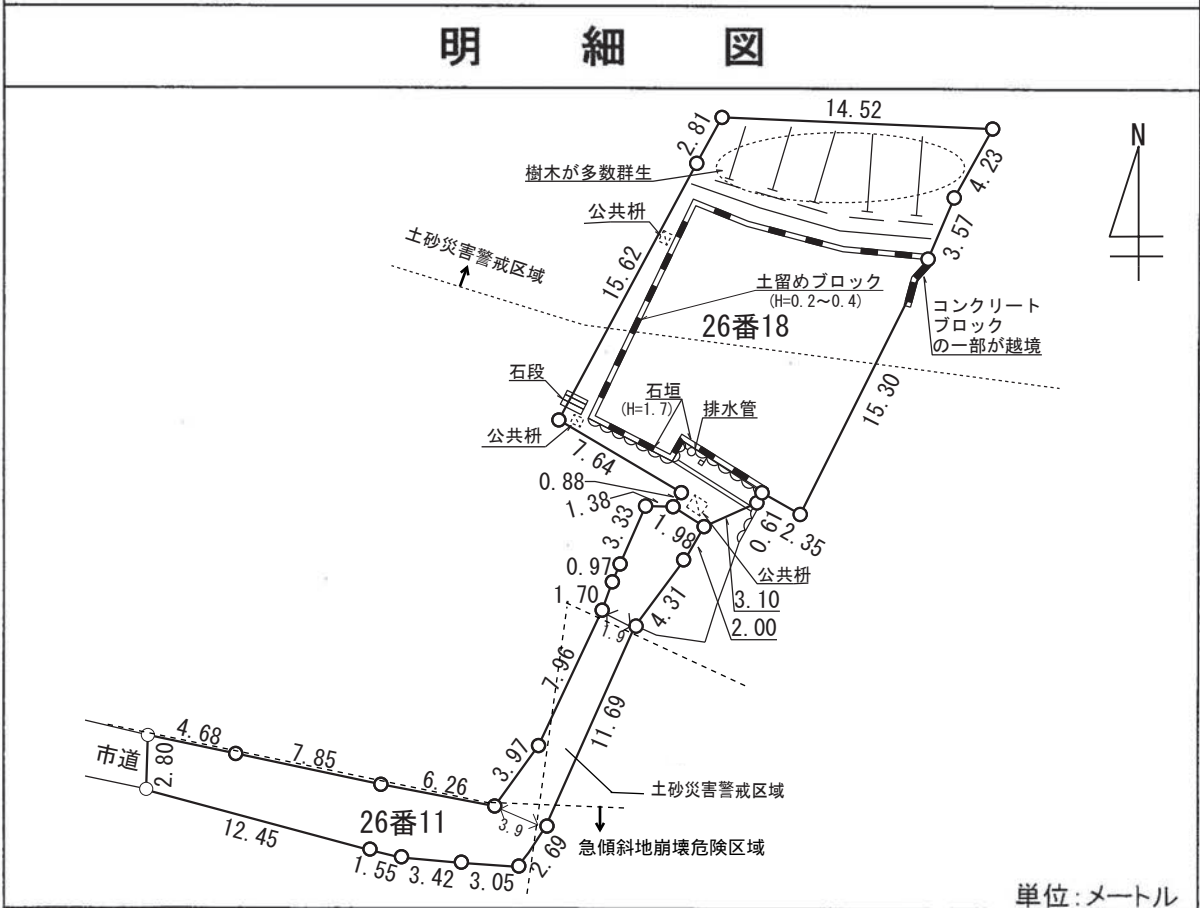 明 細 図
14.52
N
2.81
樹木が多数群生
4.23
公共枡
3.57
土砂災害警戒区域
15.62
土留めブロック
(H=0.2～0.4)
26番18
コンクリート
ブロック
の一部が越境
石段
石垣
(H=1.7)
排水管
15.30
公共枡
7.64
0.88
1.38
3.33
1.98
0.61
2.35
0.97
公共枡
1.70
4.31
3.10
1.9
2.00
7.96
11.69
4.68
市道
7.85
2.80
3.97
6.26
土砂災害警戒区域
26番11
3.9
12.45
急傾斜地崩壊危険区域
2.69
1.55
3.42
3.05
単位:メートル